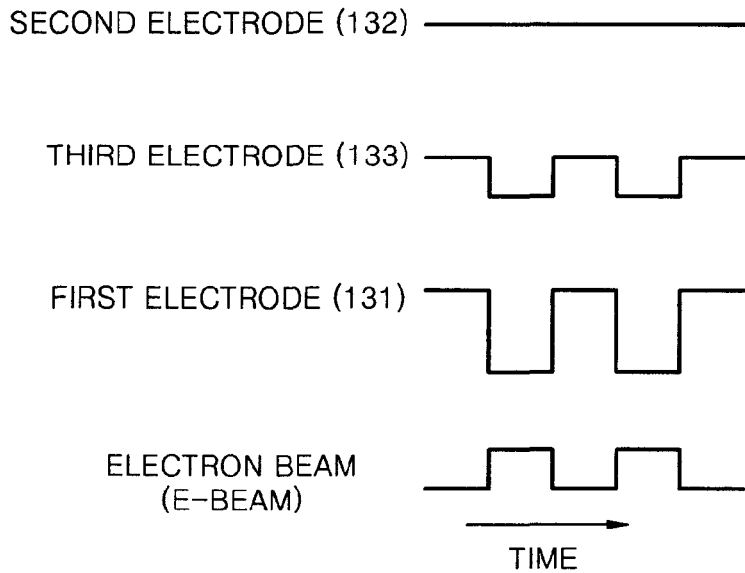 SECOND ELECTRODE (132)
THIRD ELECTRODE (133)
FIRST ELECTRODE (131)
ELECTRON BEAM
(E-BEAM)
TIME